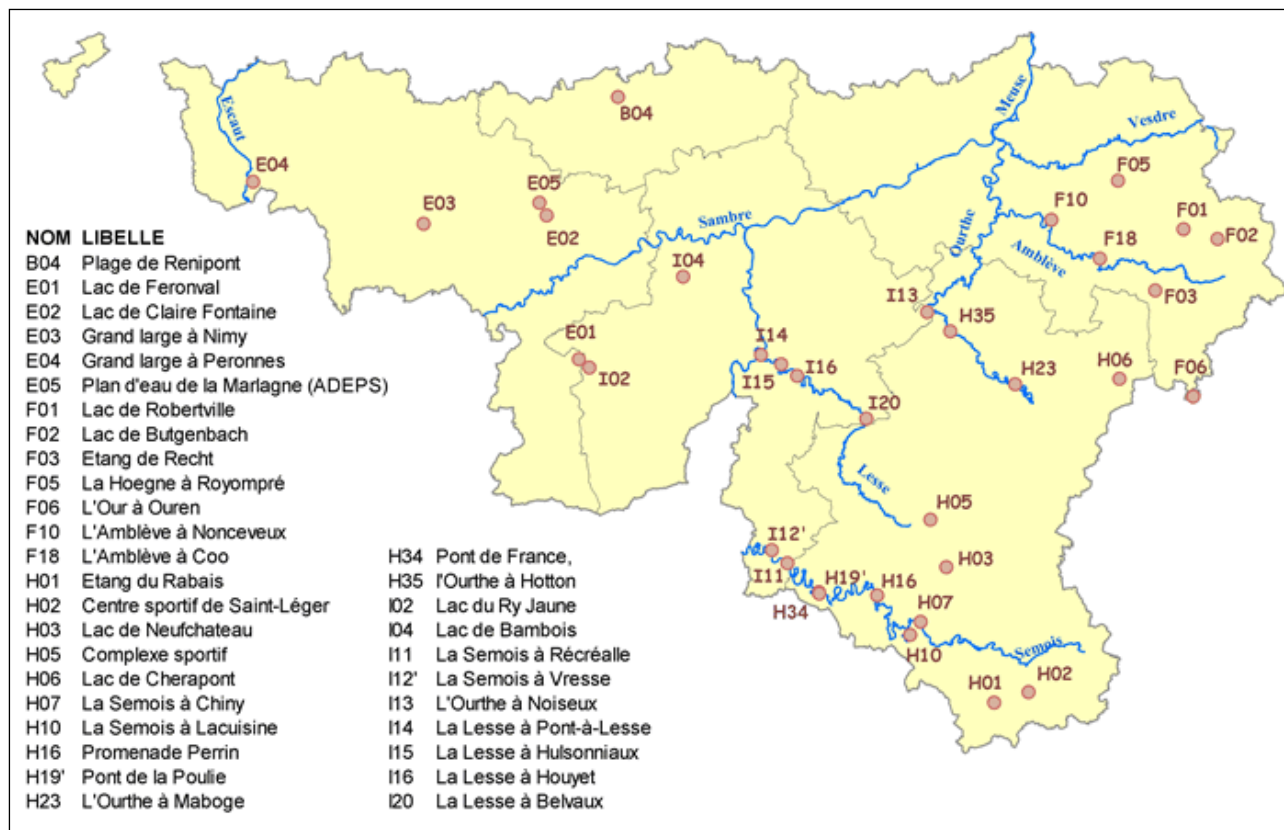 Escaut
B04
Meuse
Vesdre
E04
E05
F05
E03
E02
Sambre
F10
F01
F02
Ourthe
F18
Amblève
I04
F03
I13
H35
E01
I02
I14
I15
I16
H23
H06
F06
I20
Lesse
H05
I12'
I11
H03
H19'
H16
H34
H07
H10
Semois
H01
H02
NOM LIBELLE
B04 Plage de Renipont
E01 Lac de Feronval
E02 Lac de Claire Fontaine
E03 Grand large à Nimy
E04 Grand large à Peronnes
E05 Plan d'eau de la Marlagne (ADEPS)
F01 Lac de Robertville
F02 Lac de Butgenbach
F03 Etang de Recht
F05 La Hoegne à Royompré
F06 L'Our à Ouren
F10 L'Amblève à Nonceveux
F18 L'Amblève à Coo
H01 Etang du Rabais
H02 Centre sportif de Saint-Léger
H03 Lac de Neufchateau
H05 Complexe sportif
H06 Lac de Cherapont
H07 La Semois à Chiny
H10 La Semois à Lacuisine
H16 Promenade Perrin
H19' Pont de la Poulie
H23 L'Ourthe à Maboge
H34 Pont de France,
H35 l'Ourthe à Hotton
I02 Lac du Ry Jaune
I04 Lac de Bambois
I11 La Semois à Récréalle
I12' La Semois à Vresse
I13 L'Ourthe à Noiseux
I14 La Lesse à Pont-à-Lesse
I15 La Lesse à Hulsonniaux
I16 La Lesse à Houyet
I20 La Lesse à Belvaux